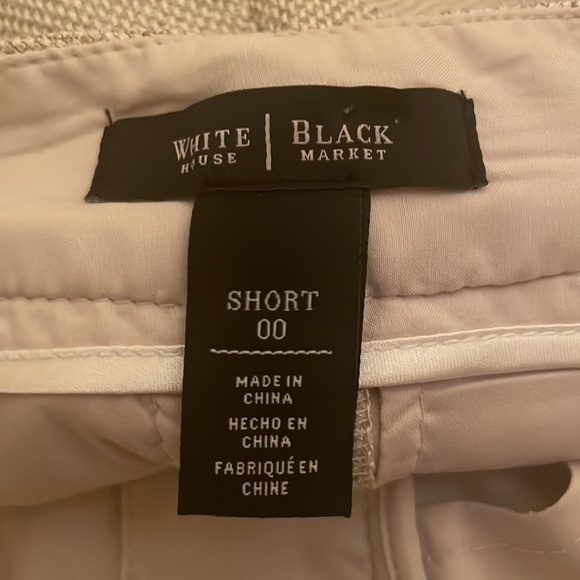 WHITE HOUSE | BLACK MARKET
SHORT
00
MADE IN
CHINA
HECHO EN
CHINA
FABRIQUÉ EN
CHINE